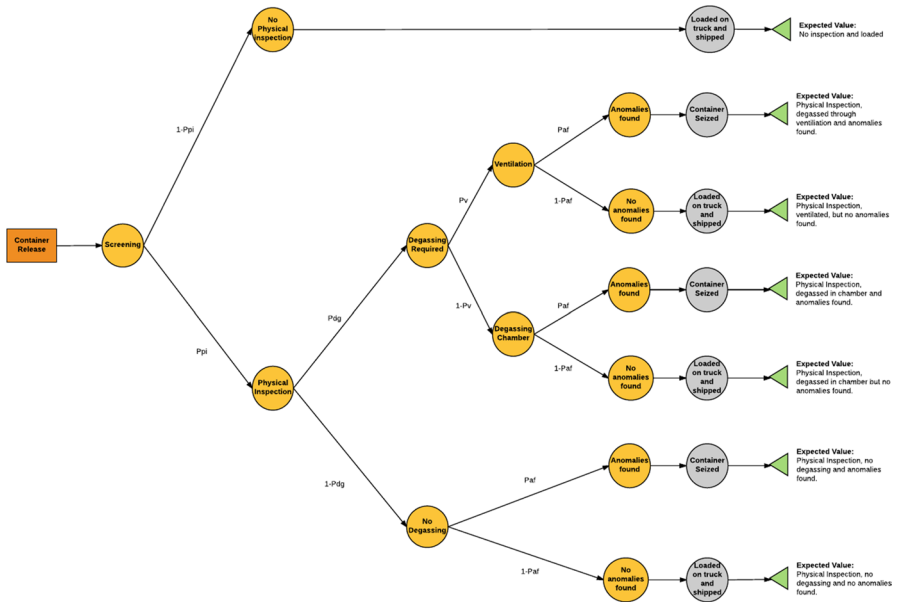 No
Physical
Inspection
Loaded on
truck and
shipped
Expected Value:
No inspection and loaded
1-Ppi
Anomalies
found
Container
Seized
Expected Value:
Physical Inspection,
degassed through
ventilation and anomalies
found.
Paf
Ventilation
Pv
1-Paf
No
anomalies
found
Loaded
on truck
and
shipped
Expected Value:
Physical Inspection,
ventilated, but no anomalies
found.
Container
Release
Screening
Degassing
Required
Anomalies
found
Container
Seized
Expected Value:
Physical Inspection,
degassed in chamber and
anomalies found.
1-Pv
Paf
Pdg
Degassing
Chamber
1-Paf
Ppi
No
anomalies
found
Loaded
on truck
and
shipped
Expected Value:
Physical Inspection,
degassed in chamber but no
anomalies found.
Physical
Inspection
Anomalies
found
Container
Seized
Expected Value:
Physical Inspection, no
degassing and anomalies
found.
1-Pdg
Paf
No
Degassing
1-Paf
No
anomalies
found
Loaded
on truck
and
shipped
Expected Value:
Physical Inspection, no
degassing and no anomalies
found.